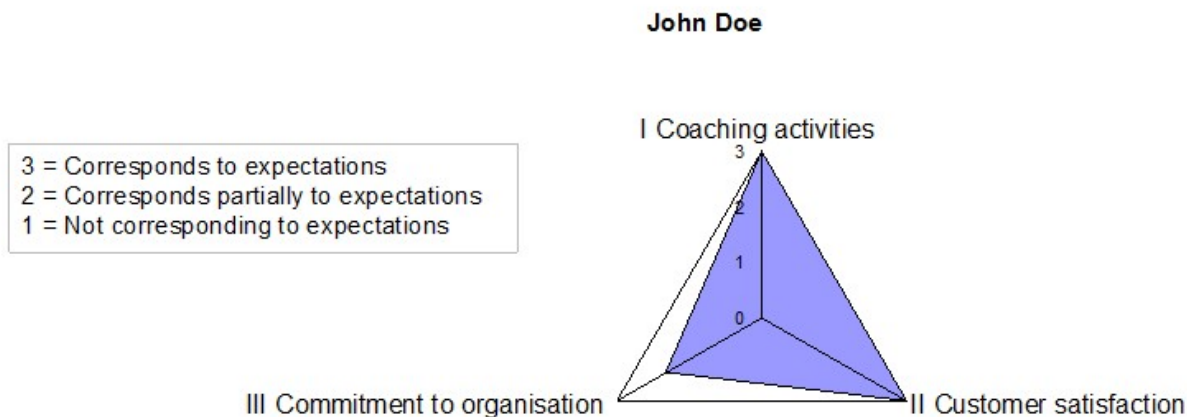 John Doe
I Coaching activities
3 = Corresponds to expectations
2 = Corresponds partially to expectations
1 = Not corresponding to expectations
3
2
1
0
III Commitment to organisation
II Customer satisfaction